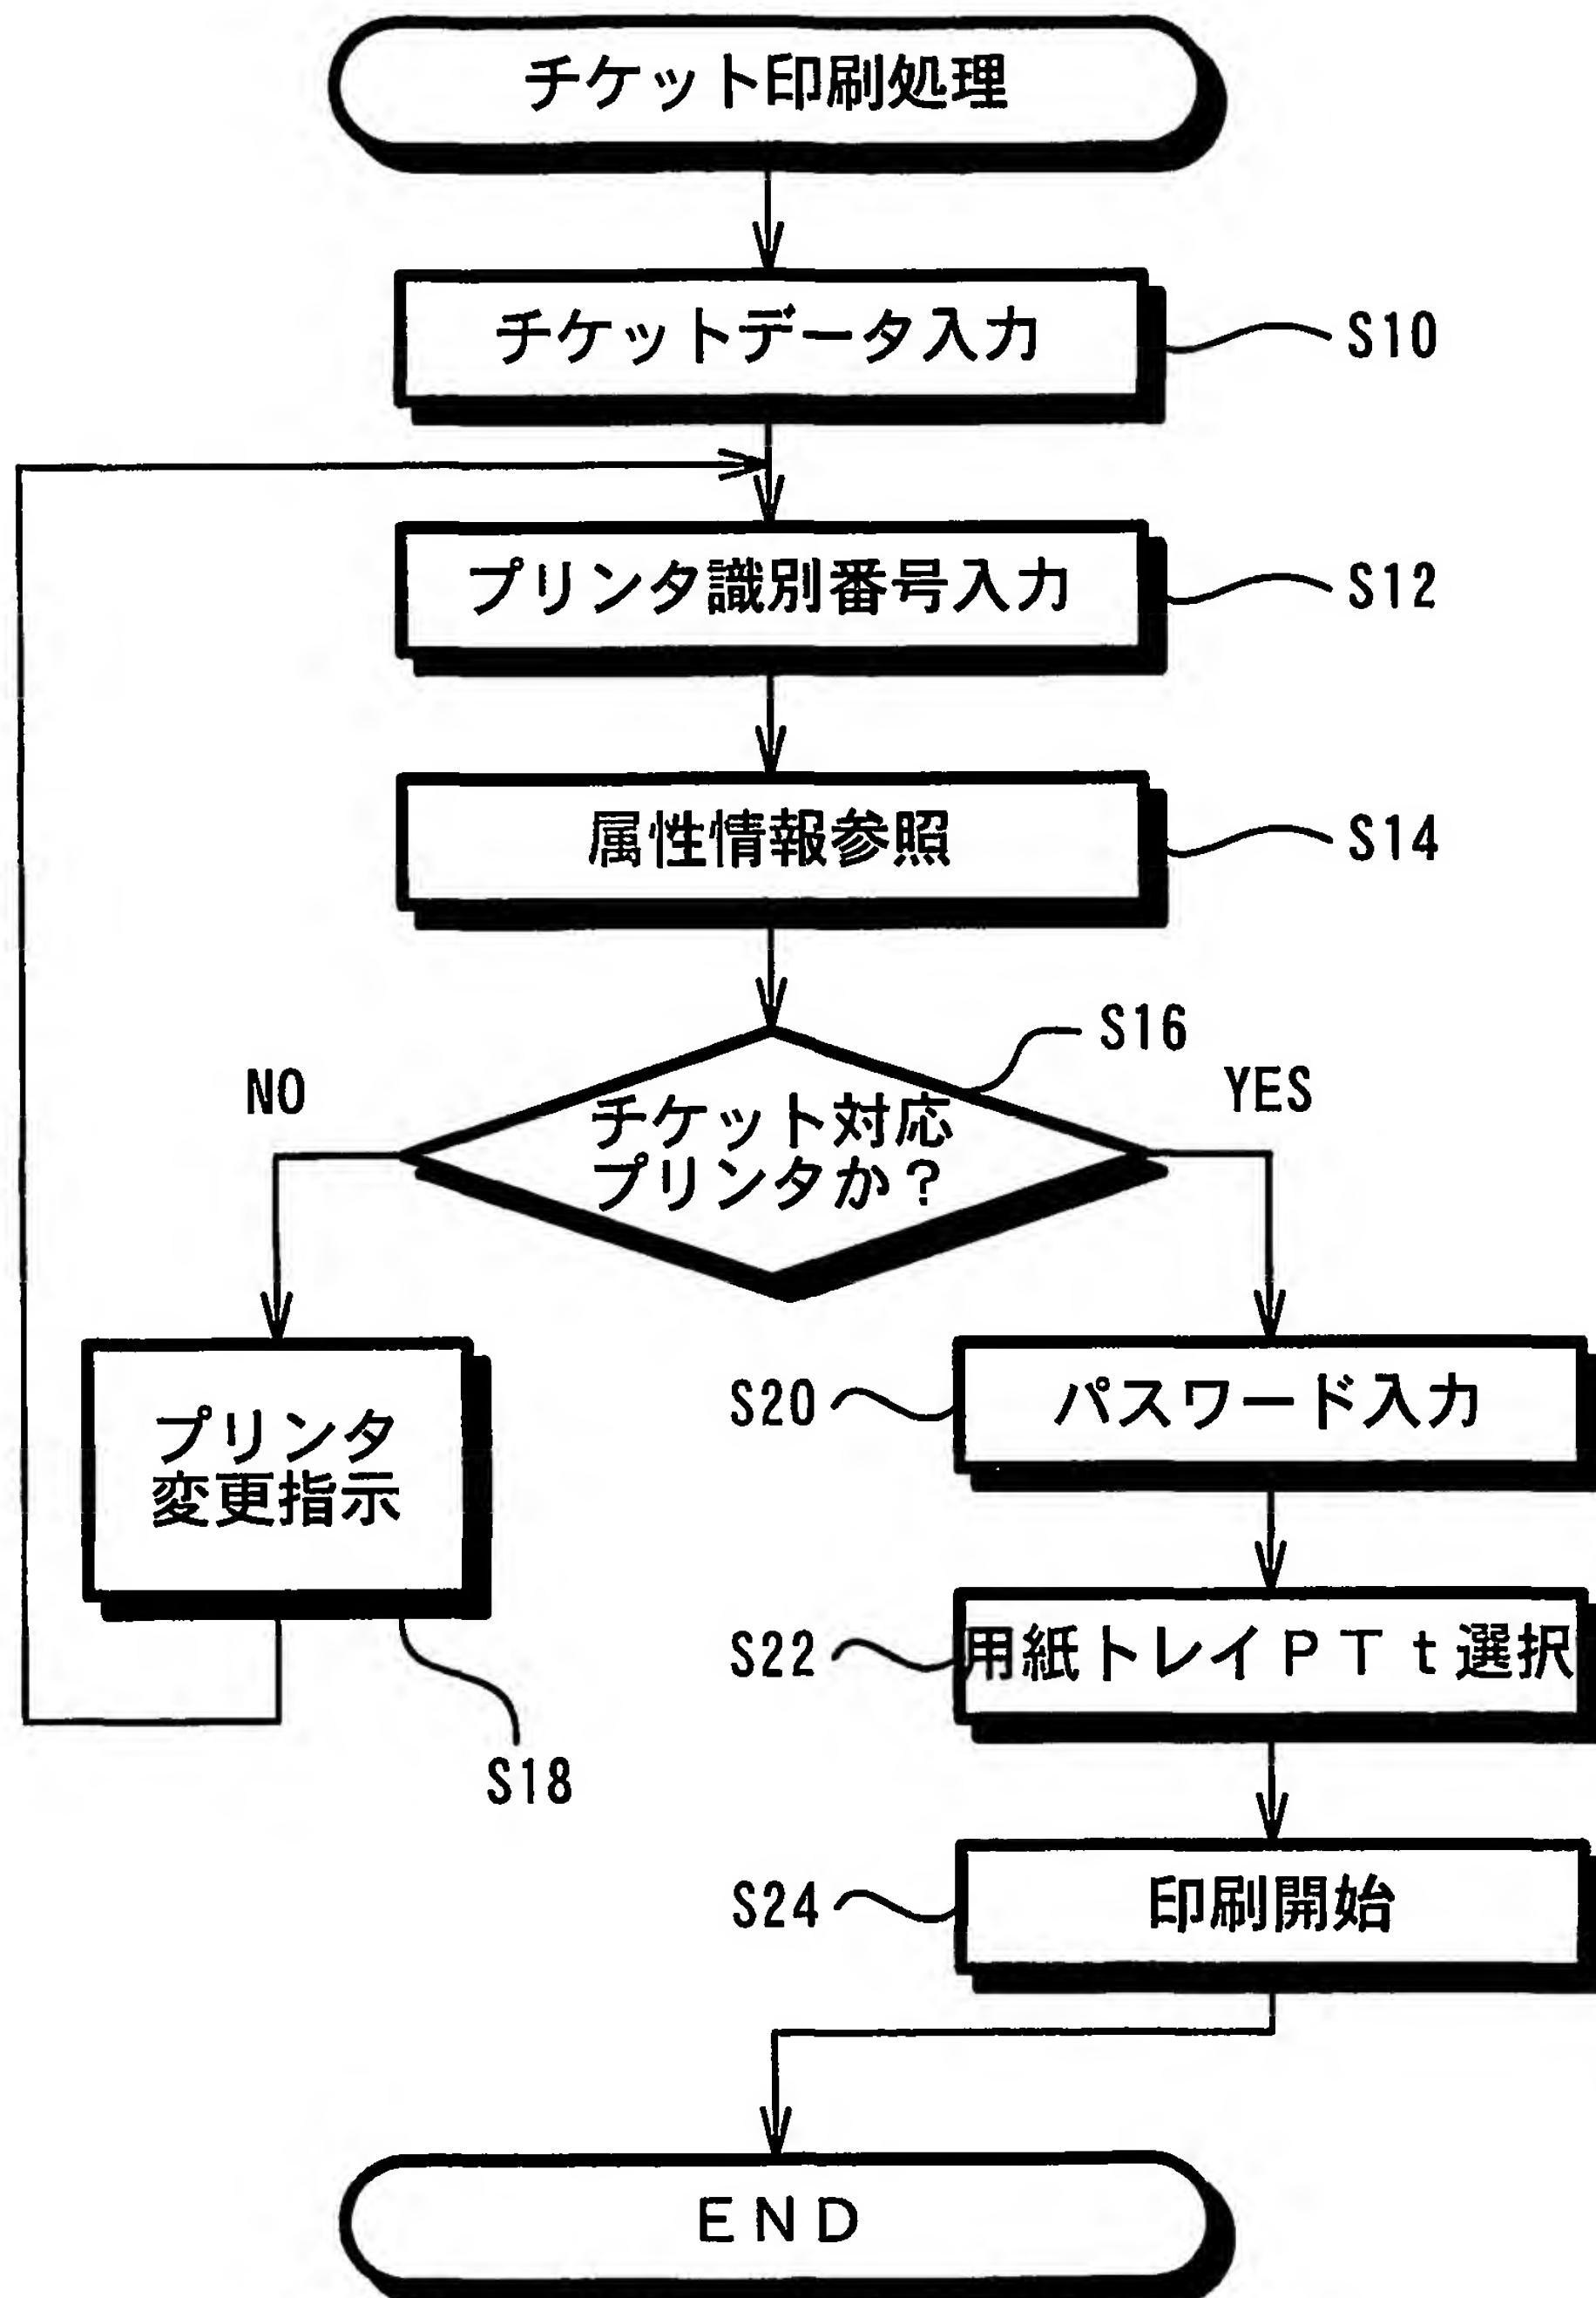 チケット印刷処理
チケットデータ入力
S10
プリンタ識別番号入力
S12
属性情報参照
S14
S16
NO
YES
チケット対応
プリンタか？
プリンタ
変更指示
S18
S20
パスワード入力
S22
用紙トレイＰＴｔ選択
S24
印刷開始
ＥＮＤ